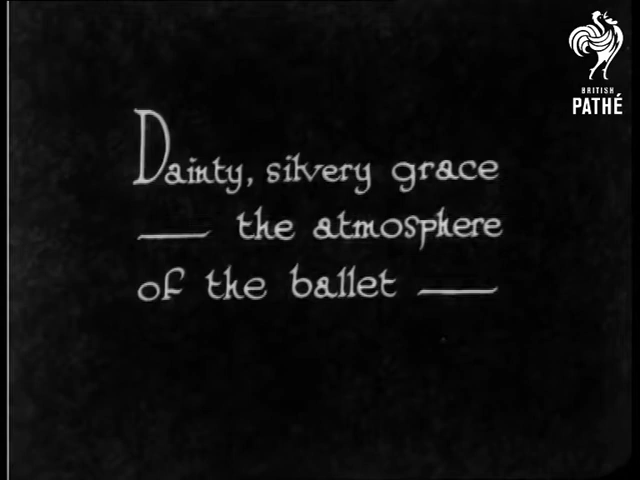 BRITISH
PATHÉ
Dainty, silvery grace
— the atmosphere
of the ballet —